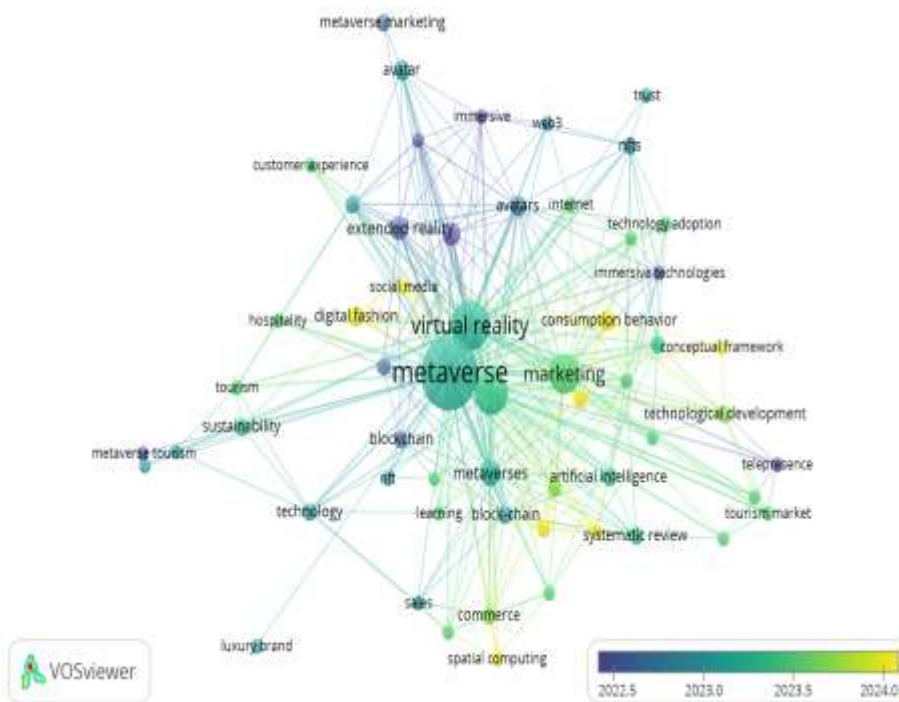 metaverse marketing
avatar
trust
immersive
web3
nfts
customer experience
avatars
internet
extended reality
technology adoption
immersive technologies
social media
digital fashion
hospitality
virtual reality
consumption behavior
conceptual framework
metaverse
marketing
tourism
technological development
sustainability
blockchain
metaverse tourism
telepresence
metaverses
artificial intelligence
nft
technology
learning
block-chain
tourism market
systematic review
sales
commerce
luxury brand
spatial computing
VOSviewer
2022.5 2023.0 2023.5 2024.0